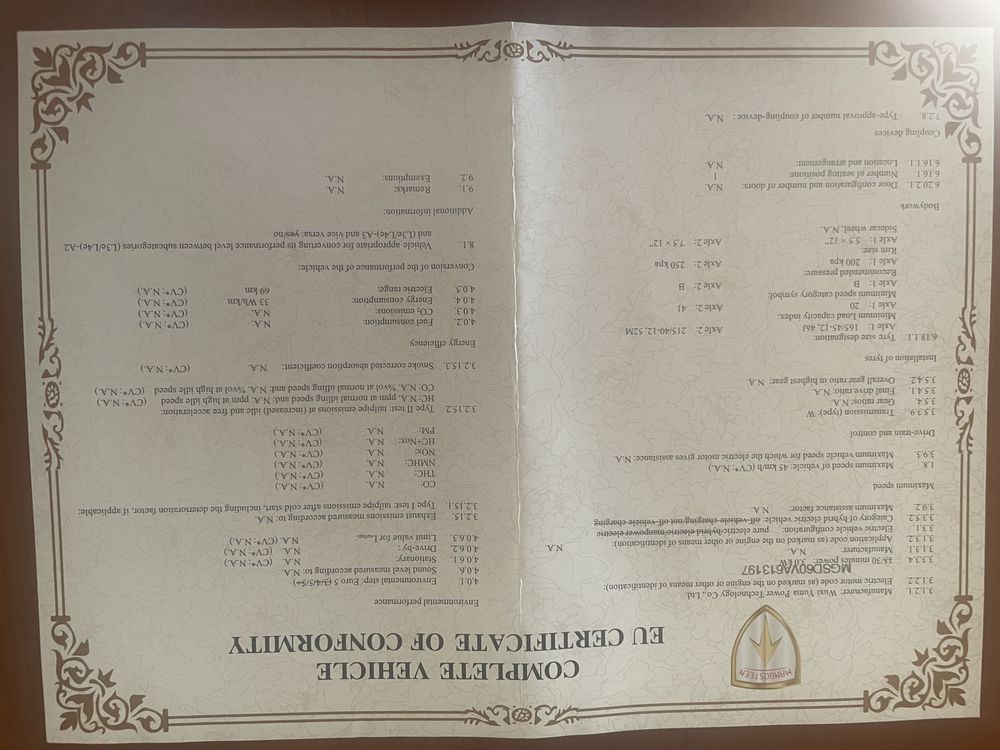 MANGOSTEEN
COMPLETE VEHICLE
EU CERTIFICATE OF CONFORMITY
3.1.2.1. Manufacturer: Wuxi Yuma Power Technology Co., Ltd.
3.1.2.2. Electric motor code (as marked on the engine or other means of identification):
MGSD60VA613197
3.3.3.4 15/30 minutes power: 3.0 kW
3.1.3.1 Manufacturer: N.A.
3.1.3.2. Application code (as marked on the engine or other means of identification): N.A.
3.3.1. Electric vehicle configuration: pure electric/hybrid electric/manpower electric
3.3.5.2 Category of hybrid electric vehicle: off-vehicle charging/not off-vehicle charging
3.9.2. Maximum assistance factor: N.A.
Maximum speed
1.8. Maximum speed of vehicle: 45 km/h (CV*: N.A.)
3.9.3. Maximum vehicle speed for which the electric motor gives assistance: N.A.
Drive-train and control
3.5.3.9. Transmission (type): W
3.5.4. Gear ratios: N.A.
3.5.4.1. Final drive ratio: N.A.
3.5.4.2. Overall gear ratio in highest gear: N.A.
Installation of tyres
6.18.1.1. Tyre size designation:
Axle 1: 165/45-12, 46J Axle 2: 215/40-12, 52M
Minimum Load capacity index:
Axle 1: 20 Axle 2: 41
Minimum speed category symbol:
Axle 1: B Axle 2: B
Recommended pressure:
Axle 1: 200 kpa Axle 2: 250 kpa
Rim size:
Axle 1: 5.5 × 12" Axle 2: 7.5 × 12"
Sidecar wheel: N.A.
Bodywork
6.20.2.1. Door configuration and number of doors: N.A.
6.16.1. Number of seating positions: 1
6.16.1.1. Location and arrangement: N.A.
Coupling devices
7.2.8. Type-approval number of coupling-device : N.A.
Environmental performance
4.0.1. Environmental step: Euro 5 (3/4/5/5+)
4.0.6. Sound level measured according to: N.A.
4.0.6.1. Stationary: N.A. (CV*: N.A.)
4.0.6.2. Drive-by : N.A. (CV*: N.A.)
4.0.6.3. Limit value for Lurban: N.A. (CV*: N.A.)
3.2.15. Exhaust emissions measured according to: N.A.
3.2.15.1. Type I test: tailpipe emissions after cold start, including the deterioration factor, if applicable:
CO: N.A. (CV*: N.A.)
THC: N.A. (CV*: N.A.)
NMHC: N.A. (CV*: N.A.)
NOx: N.A. (CV*: N.A.)
HC+Nox: N.A. (CV*: N.A.)
PM: N.A. (CV*: N.A.)
3.2.15.2. Type II test: tailpipe emissions at (increased) idle and free acceleration:
HC: N.A. ppm at normal idling speed and: N.A. ppm at high idle speed (CV*: N.A.)
CO: N.A. %vol at normal idling speed and: N.A. %vol at high idle speed (CV*: N.A.)
3.2.15.3. Smoke corrected absorption coefficient: N.A. (CV*: N.A.)
Energy efficiency
4.0.2. Fuel consumption: N.A. (CV*: N.A.)
4.0.3. CO₂ emissions: N.A. (CV*: N.A.)
4.0.4. Energy consumption: 33 Wh/km (CV*: N.A.)
4.0.5. Electric range: 69 km (CV*: N.A.)
Conversion of the performance of the vehicle:
8.1. Vehicle appropriate for converting its performance level between subcategories (L3e/L4e)-A2-
and (L3e/L4e)-A3 and vice versa: yes/no
Additional information:
9.1. Remarks: N.A.
9.2. Exemptions: N.A.